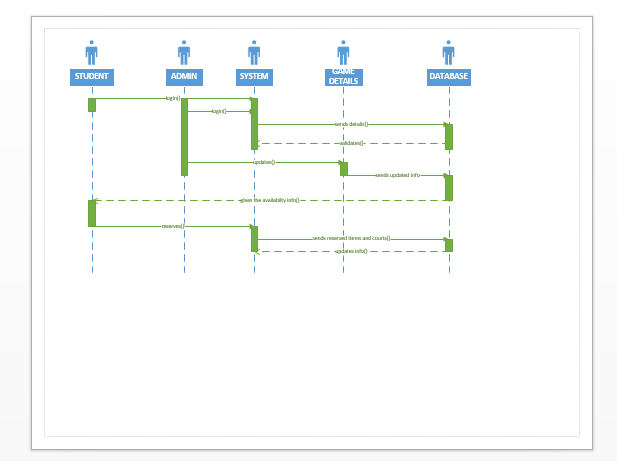 STUDENT
ADMIN
SYSTEM
GAME
DETAILS
DATABASE
login()
login()
sends details()
validates()
updates()
sends updated info
gives the availability info()
reserves()
sends reserved items and courts()
updates info()